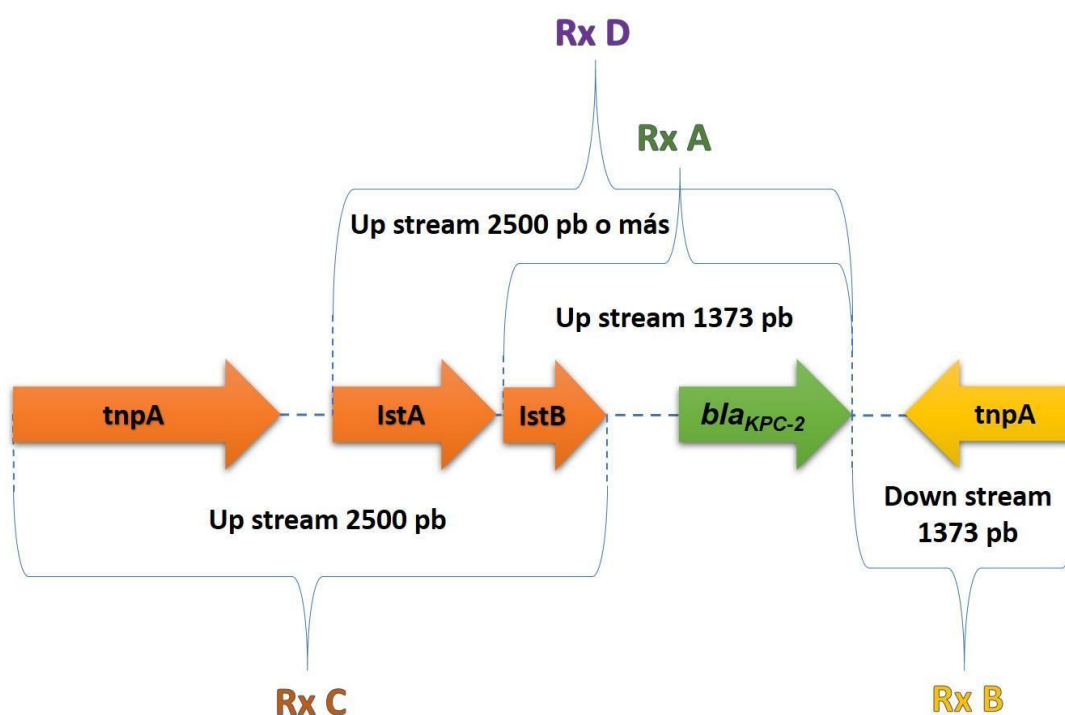 Rx D
Rx A
Up stream 2500 pb o más
Up stream 1373 pb
tnpA
IstA
IstB
bla KPC-2
tnpA
Up stream 2500 pb
Down stream
1373 pb
Rx C
Rx B